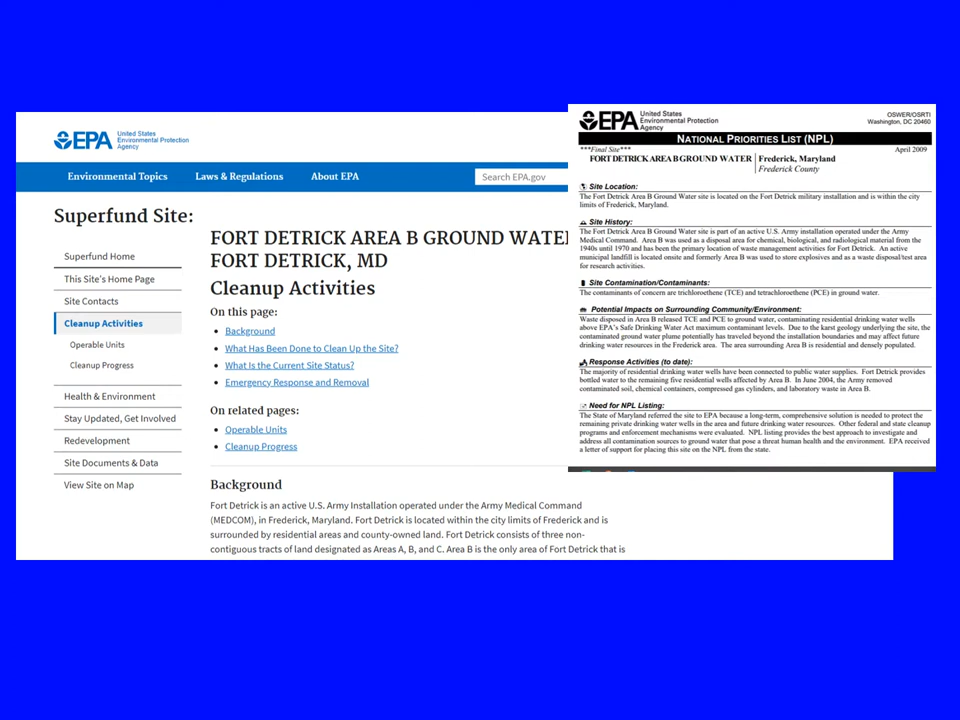 EPA
United States
Environmental Protection
Agency
Environmental Topics
Laws & Regulations
About EPA
Search EPA.gov
Superfund Site:
Superfund Home
This Site's Home Page
Site Contacts
Cleanup Activities
Operable Units
Cleanup Progress
Health & Environment
Stay Updated, Get Involved
Redevelopment
Site Documents & Data
View Site on Map
FORT DETRICK AREA B GROUND WATE
FORT DETRICK, MD
Cleanup Activities
On this page:
Background
What Has Been Done to Clean Up the Site?
What Is the Current Site Status?
Emergency Response and Removal
On related pages:
Operable Units
Cleanup Progress
Background
Fort Detrick is an active U.S. Army Installation operated under the Army Medical Command
(MEDCOM), in Frederick, Maryland. Fort Detrick is located within the city limits of Frederick and is
surrounded by residential areas and county-owned land. Fort Detrick consists of three non-
contiguous tracts of land designated as Areas A, B, and C. Area B is the only area of Fort Detrick that is
EPA
United States
Environmental Protection
Agency
OSWER/OSRTI
Washington, DC 20460
NATIONAL PRIORITIES LIST (NPL)
***Final Site***
April 2009
FORT DETRICK AREA B GROUND WATER
Frederick, Maryland
Frederick County
Site Location:
The Fort Detrick Area B Ground Water site is located on the Fort Detrick military installation and is within the city
limits of Frederick, Maryland.
Site History:
The Fort Detrick Area B Ground Water site is part of an active U.S. Army installation operated under the Army
Medical Command. Area B was used as a disposal area for chemical, biological, and radiological material from the
1940s until 1970 and has been the primary location of waste management activities for Fort Detrick. An active
municipal landfill is located onsite and formerly Area B was used to store explosives and as a waste disposal/test area
for research activities.
Site Contamination/Contaminants:
The contaminants of concern are trichloroethene (TCE) and tetrachloroethene (PCE) in ground water.
Potential Impacts on Surrounding Community/Environment:
Waste disposed in Area B released TCE and PCE to ground water, contaminating residential drinking water wells
above EPA's Safe Drinking Water Act maximum contaminant levels. Due to the karst geology underlying the site, the
contaminated ground water plume potentially has traveled beyond the installation boundaries and may affect future
drinking water resources in the Frederick area. The area surrounding Area B is residential and densely populated.
Response Activities (to date):
The majority of residential drinking water wells have been connected to public water supplies. Fort Detrick provides
bottled water to the remaining five residential wells affected by Area B. In June 2004, the Army removed
contaminated soil, chemical containers, compressed gas cylinders, and laboratory waste in Area B.
Need for NPL Listing:
The State of Maryland referred the site to EPA because a long-term, comprehensive solution is needed to protect the
remaining private drinking water wells in the area and future drinking water resources. Other federal and state cleanup
programs and enforcement mechanisms were evaluated. NPL listing provides the best approach to investigate and
address all contamination sources to ground water that pose a threat human health and the environment. EPA received
a letter of support for placing this site on the NPL from the state.